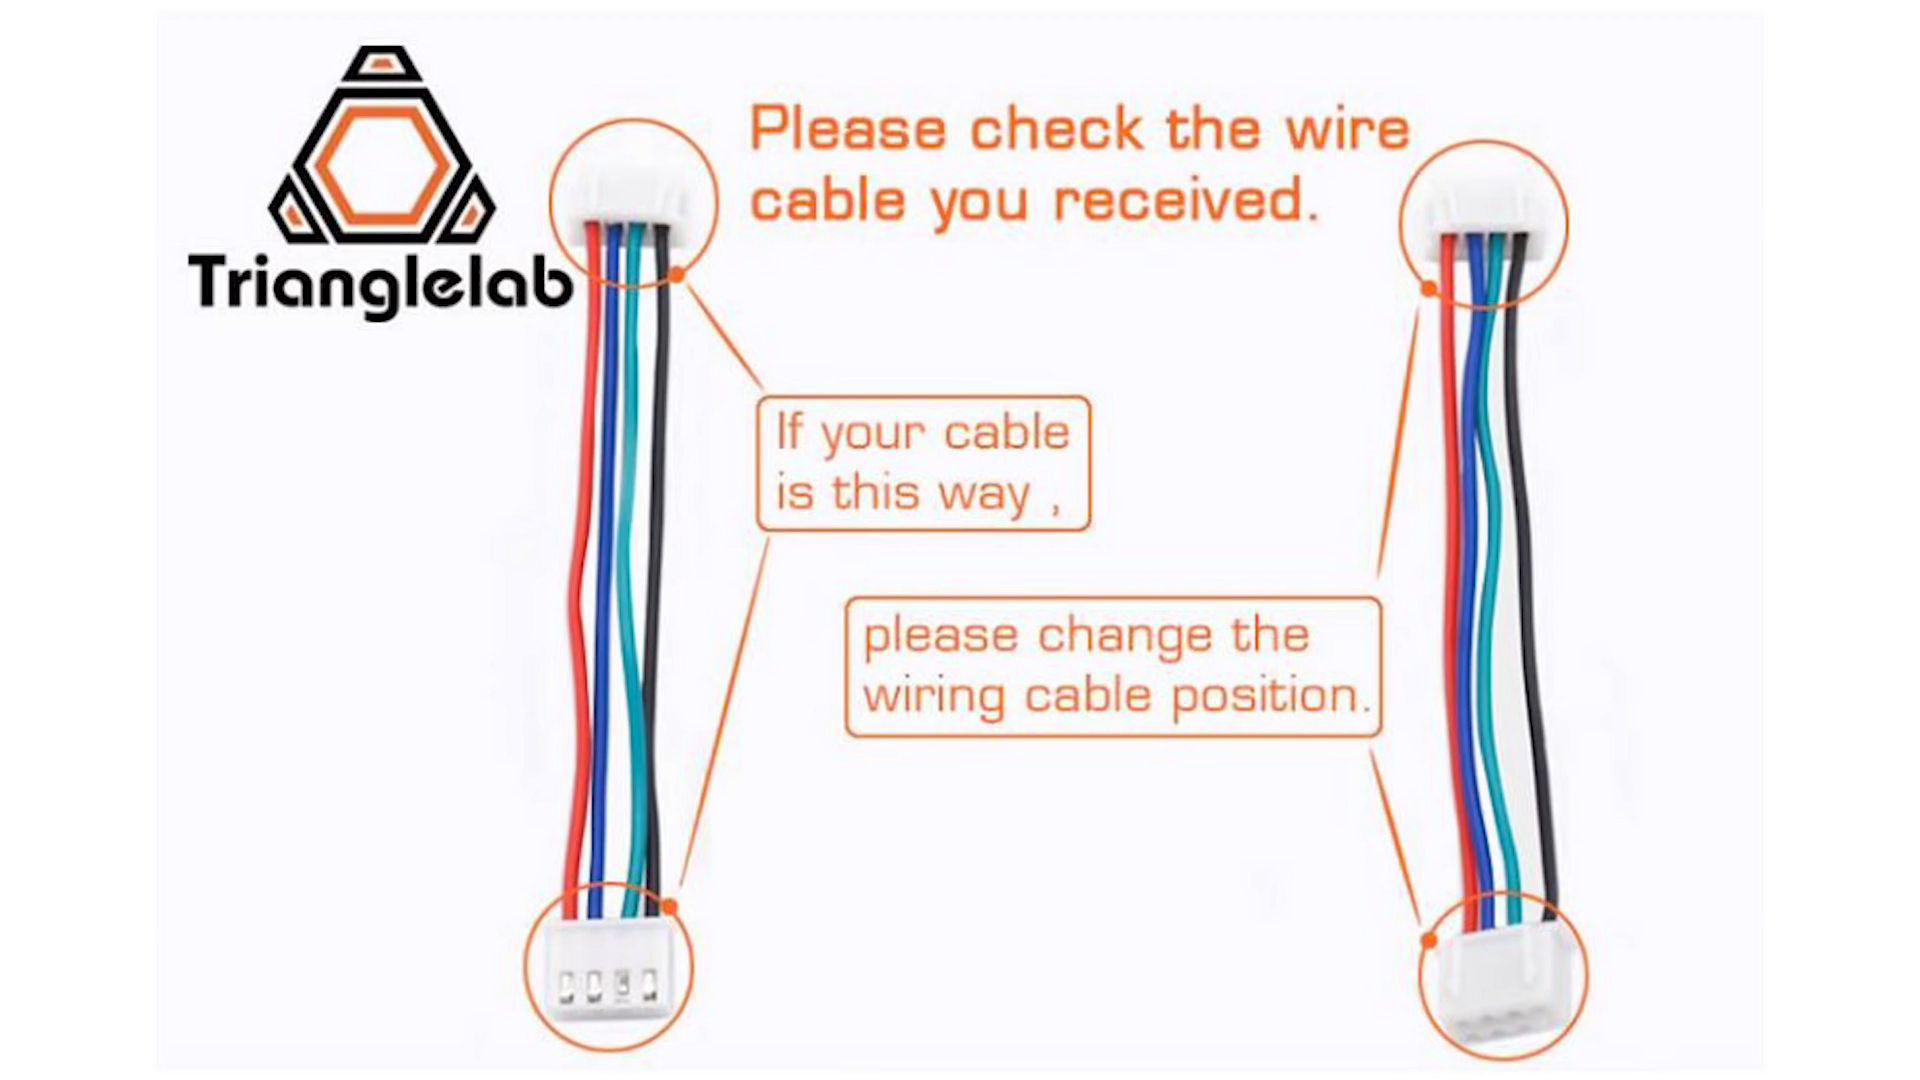 Trianglelab
Please check the wire
cable you received.
If your cable
is this way ,
please change the
wiring cable position.